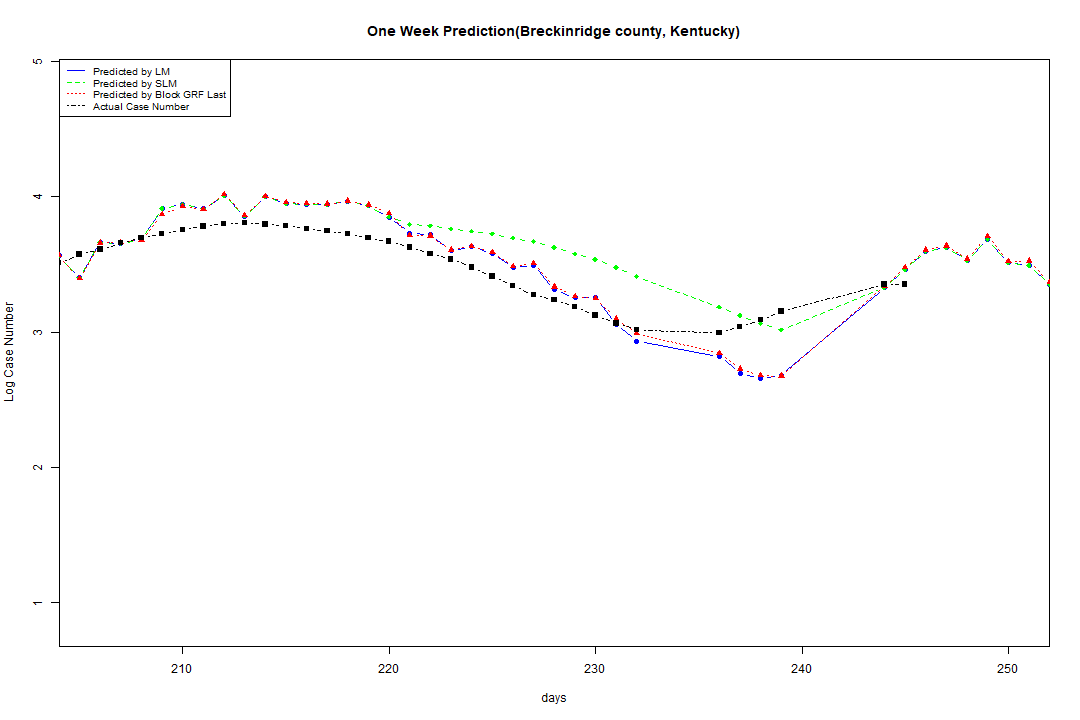 One Week Prediction(Breckinridge county, Kentucky)
Predicted by LM
Predicted by SLM
Predicted by Block GRF Last
Actual Case Number
5
4
3
2
1
Log Case Number
210
220
230
240
250
days